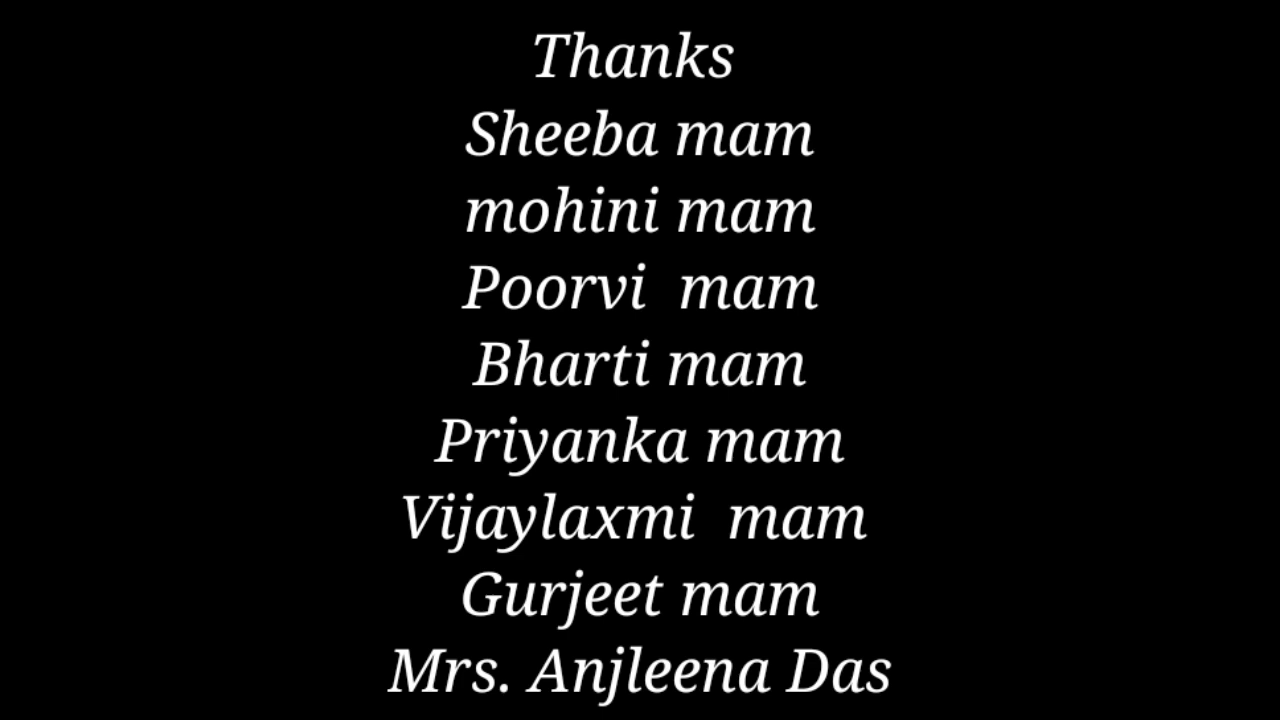 Thanks
Sheeba mam
mohini mam
Poorvi  mam
Bharti mam
Priyanka mam
Vijaylaxmi  mam
Gurjeet mam
Mrs. Anjleena Das